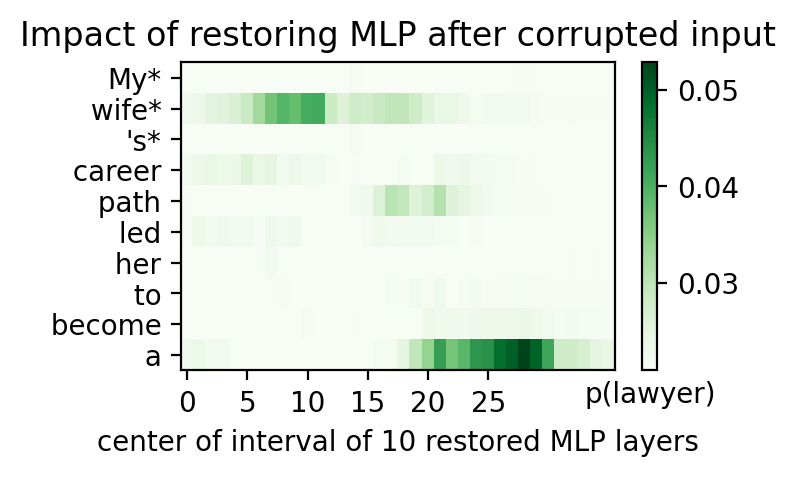 Impact of restoring MLP after corrupted input
My*
wife*
's*
career
path
led
her
to
become
a
0 5 10 15 20 25
center of interval of 10 restored MLP layers
0.05
0.04
0.03
p(lawyer)